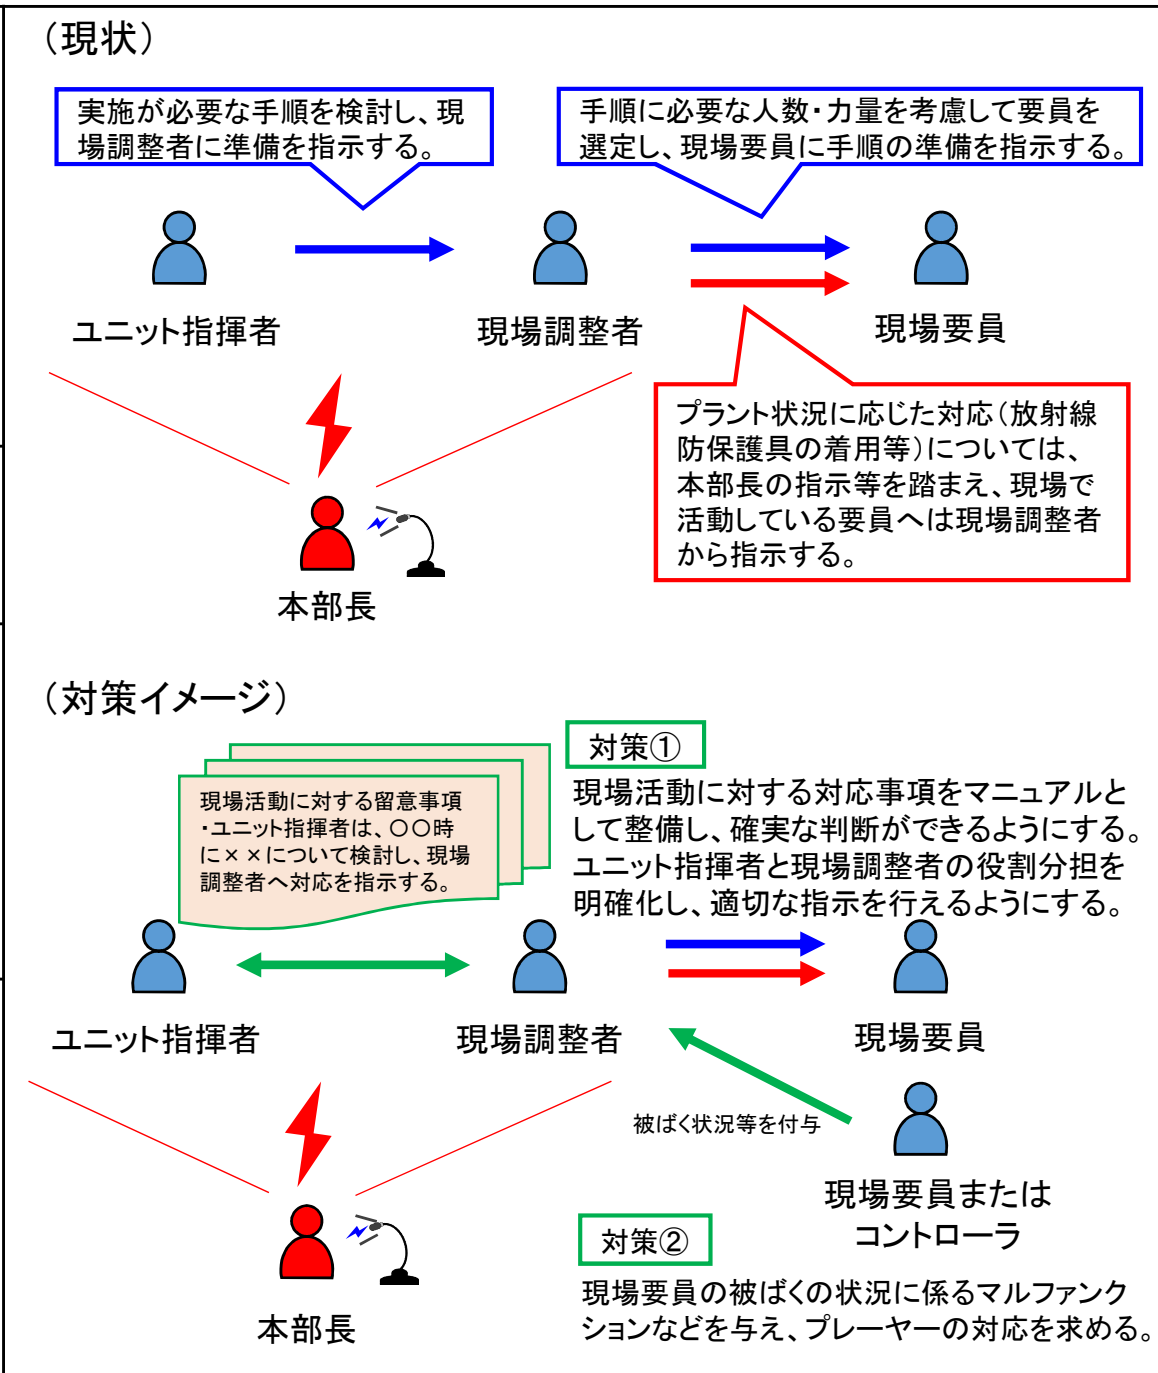 （現状）
実施が必要な手順を検討し、現
場調整者に準備を指示する。
手順に必要な人数・力量を考慮して要員を
選定し、現場要員に手順の準備を指示する。
ユニット指揮者
現場調整者
現場要員
プラント状況に応じた対応（放射線
防保護具の着用等）については、
本部長の指示等を踏まえ、現場で
活動している要員へは現場調整者
から指示する。
本部長
（対策イメージ）
対策①
現場活動に対する対応事項をマニュアルと
して整備し、確実な判断ができるようにする。
ユニット指揮者と現場調整者の役割分担を
明確化し、適切な指示を行えるようにする。
現場活動に対する留意事項
・ユニット指揮者は、〇〇時
に××について検討し、現場
調整者へ対応を指示する。
ユニット指揮者
現場調整者
現場要員
被ばく状況等を付与
現場要員または
コントローラ
本部長
対策②
現場要員の被ばくの状況に係るマルファンク
ションなどを与え、プレーヤーの対応を求める。